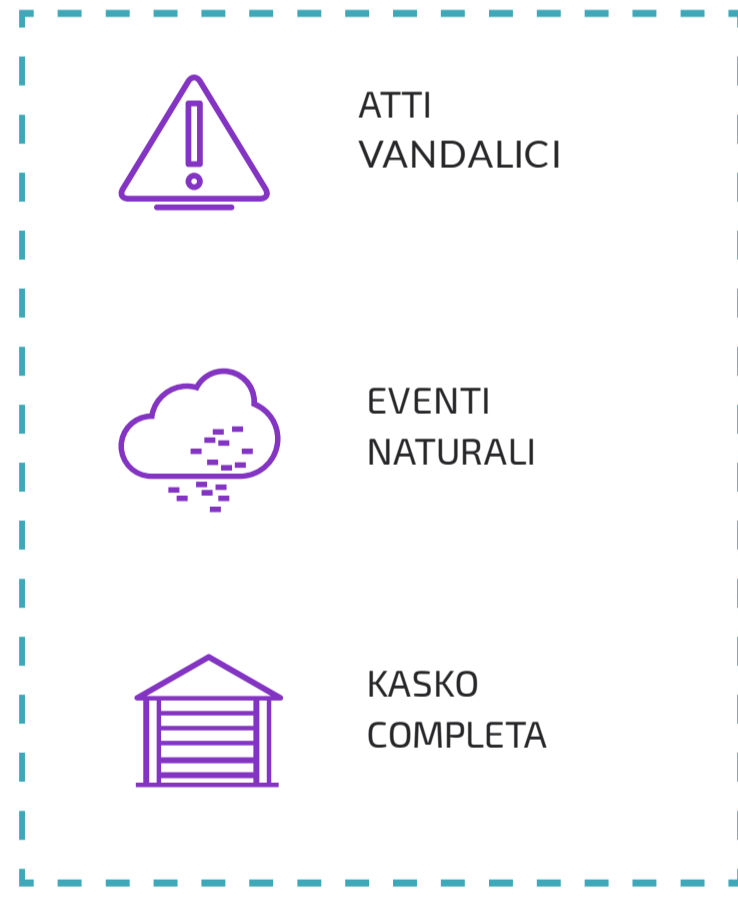 ATTI
VANDALICI
EVENTI
NATURALI
KASKO
COMPLETA